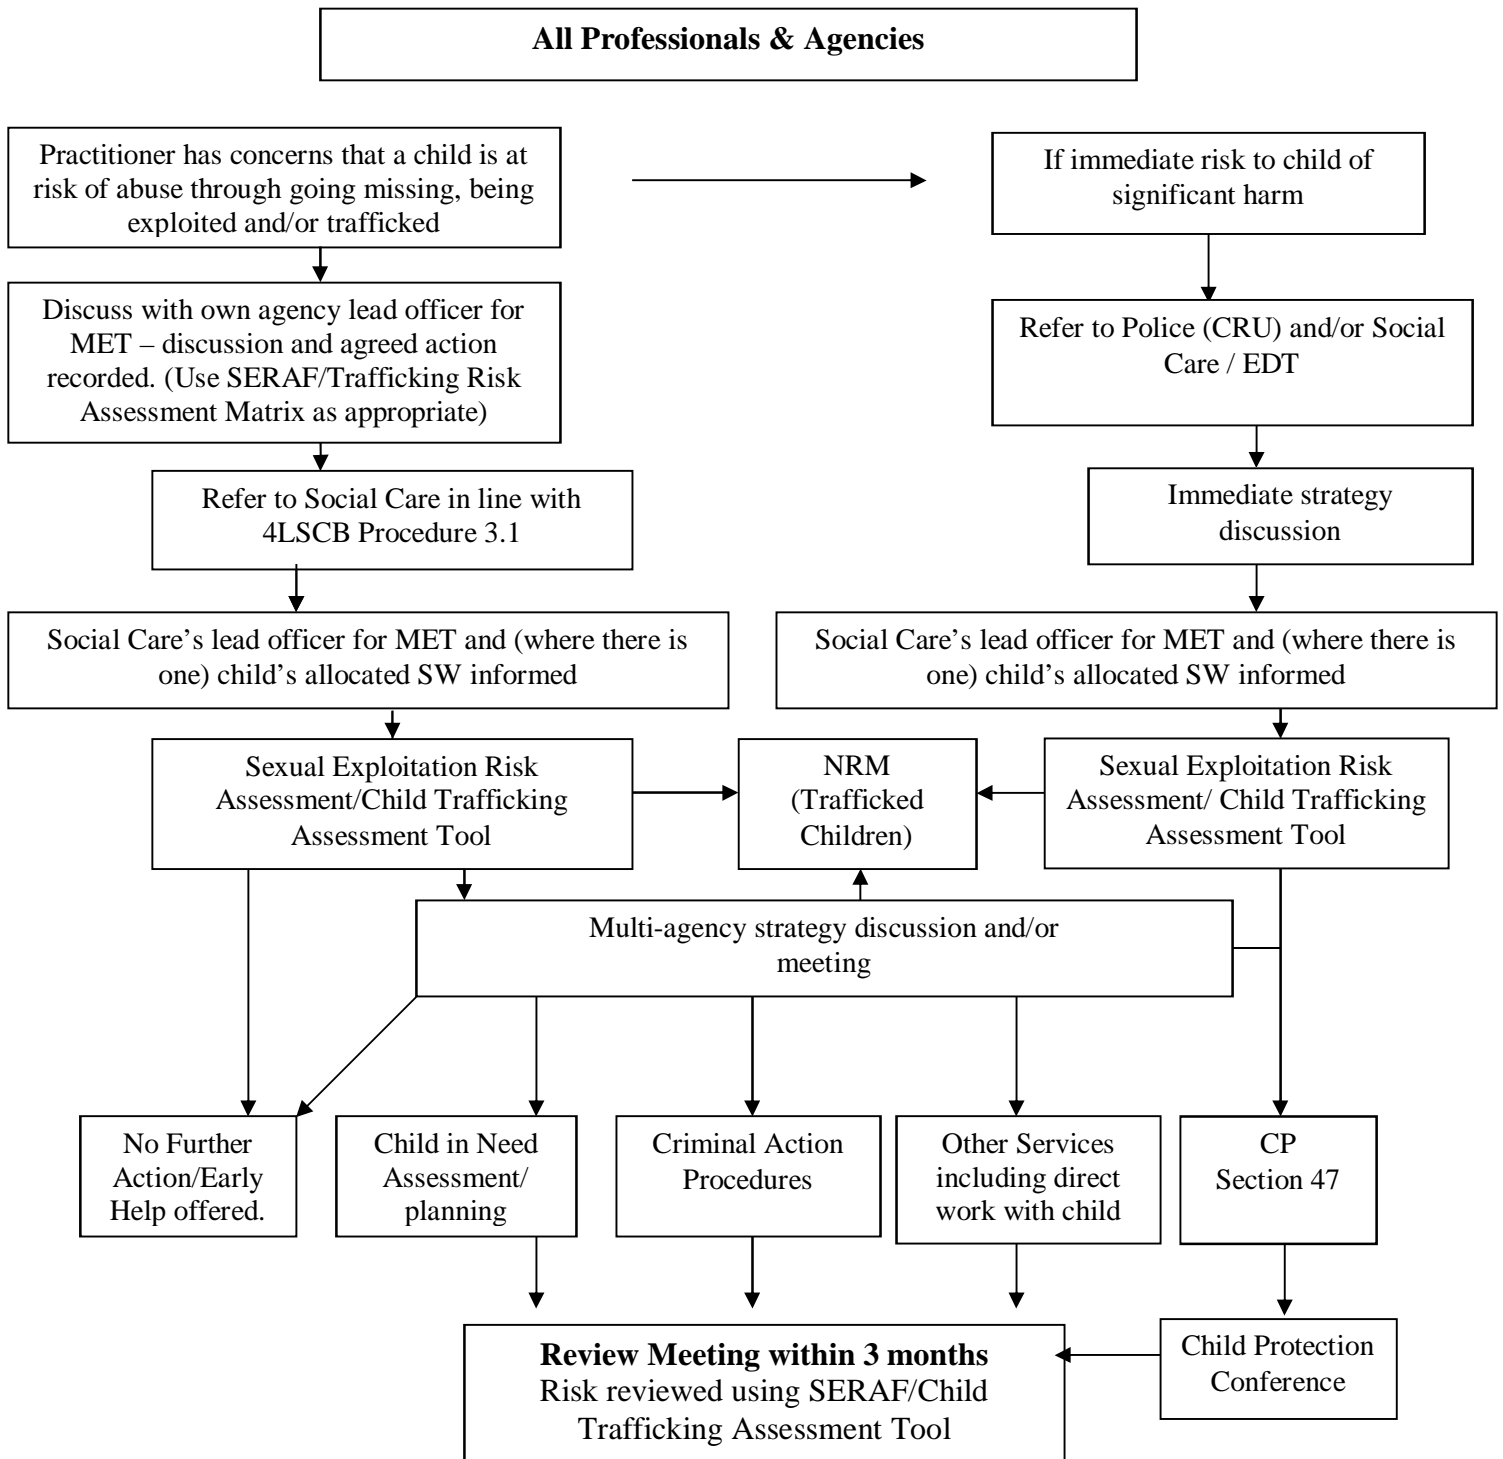 All Professionals & Agencies
Practitioner has concerns that a child is at
risk of abuse through going missing, being
exploited and/or trafficked
If immediate risk to child of
significant harm
Discuss with own agency lead officer for
MET – discussion and agreed action
recorded. (Use SERAF/Trafficking Risk
Assessment Matrix as appropriate)
Refer to Police (CRU) and/or Social
Care / EDT
Refer to Social Care in line with
4LSCB Procedure 3.1
Immediate strategy
discussion
Social Care’s lead officer for MET and (where there is
one) child’s allocated SW informed
Social Care’s lead officer for MET and (where there is
one) child’s allocated SW informed
Sexual Exploitation Risk
Assessment/Child Trafficking
Assessment Tool
NRM
(Trafficked
Children)
Sexual Exploitation Risk
Assessment/ Child Trafficking
Assessment Tool
Multi-agency strategy discussion and/or
meeting
No Further
Action/Early
Help offered.
Child in Need
Assessment/
planning
Criminal Action
Procedures
Other Services
including direct
work with child
CP
Section 47
Review Meeting within 3 months
Risk reviewed using SERAF/Child
Trafficking Assessment Tool
Child Protection
Conference